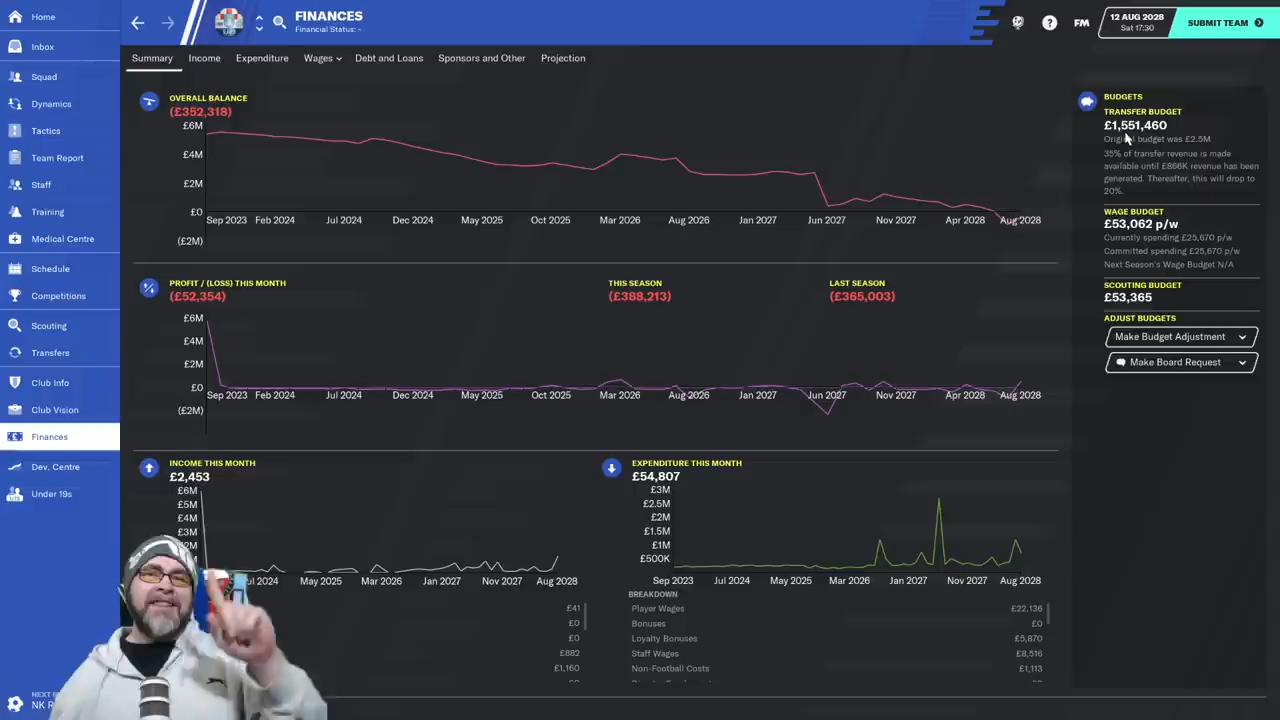 Home
Inbox
Squad
Dynamics
Tactics
Team Report
Staff
Training
Medical Centre
Schedule
Competitions
Scouting
Transfers
Club Info
Club Vision
Finances
Dev. Centre
Under 19s
NK R
FINANCES
Financial Status: -
FM
12 AUG 2028
Sat 17:30
SUBMIT TEAM
Summary
Income
Expenditure
Wages
Debt and Loans
Sponsors and Other
Projection
OVERALL BALANCE
(£352,318)
£6M
£4M
£2M
£0
(£2M)
Sep 2023 Feb 2024 Jul 2024 Dec 2024 May 2025 Oct 2025 Mar 2026 Aug 2026 Jan 2027 Jun 2027 Nov 2027 Apr 2028 Aug 2028
PROFIT / (LOSS) THIS MONTH
(£52,354)
THIS SEASON
(£388,213)
LAST SEASON
(£365,003)
£6M
£4M
£2M
£0
(£2M)
Sep 2023 Feb 2024 Jul 2024 Dec 2024 May 2025 Oct 2025 Mar 2026 Aug 2026 Jan 2027 Jun 2027 Nov 2027 Apr 2028 Aug 2028
INCOME THIS MONTH
£2,453
£6M
£5M
£4M
£3M
Jul 2024 May 2025 Mar 2026 Jan 2027 Nov 2027 Aug 2028
£41
£0
£0
£882
£1,160
EXPENDITURE THIS MONTH
£54,807
£3M
£2.5M
£2M
£1.5M
£1M
£500K
Sep 2023 Jul 2024 May 2025 Mar 2026 Jan 2027 Nov 2027 Aug 2028
BREAKDOWN
Player Wages £22,136
Bonuses £0
Loyalty Bonuses £5,870
Staff Wages £8,516
Non-Football Costs £1,113
BUDGETS
TRANSFER BUDGET
£1,551,460
Original budget was £2.5M
35% of transfer revenue is made
available until £866K revenue has been
generated. Thereafter, this will drop to
20%.
WAGE BUDGET
£53,062 p/w
Currently spending £25,670 p/w
Committed spending £25,670 p/w
Next Season's Wage Budget N/A
SCOUTING BUDGET
£53,365
ADJUST BUDGETS
Make Budget Adjustment
Make Board Request